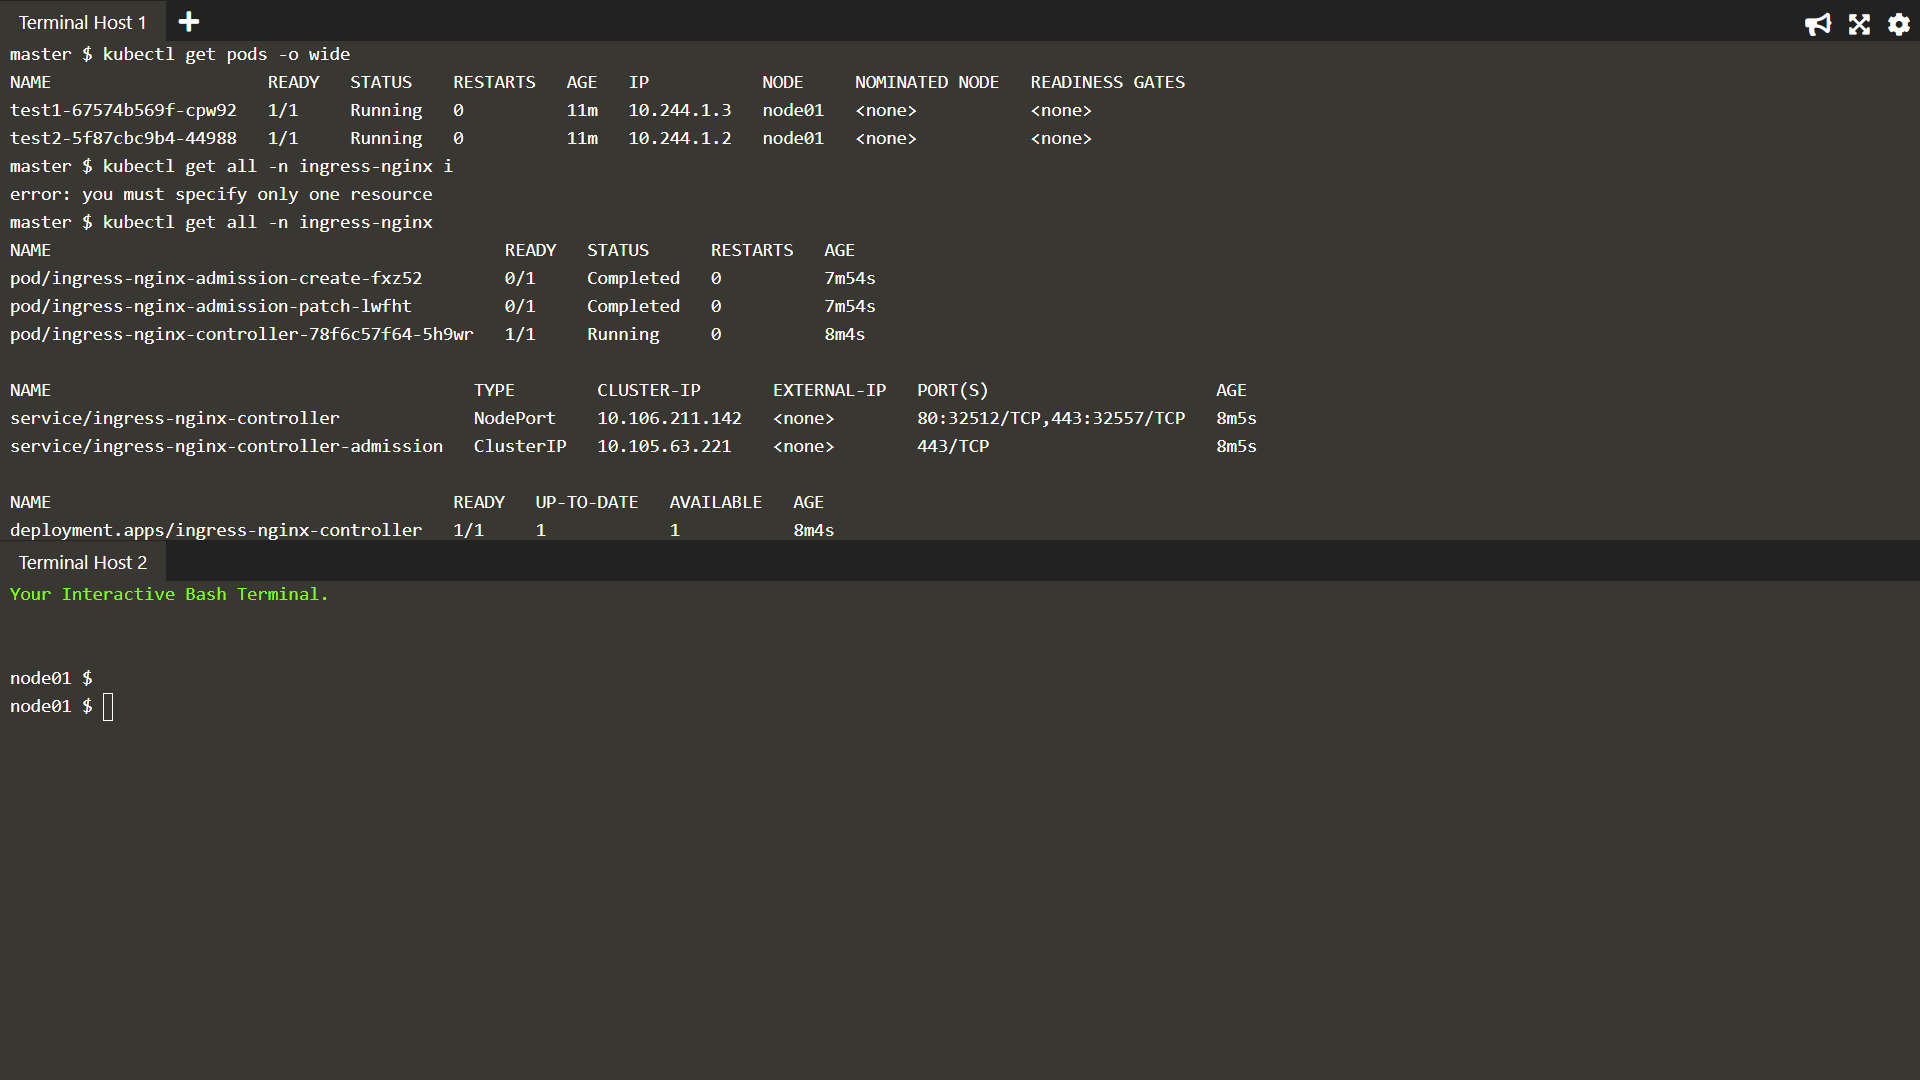 Terminal Host 1
master $ kubectl get pods -o wide
NAME READY STATUS RESTARTS AGE IP NODE NOMINATED NODE READINESS GATES
test1-67574b569f-cpw92 1/1 Running 0 11m 10.244.1.3 node01 <none> <none>
test2-5f87cbc9b4-44988 1/1 Running 0 11m 10.244.1.2 node01 <none> <none>
master $ kubectl get all -n ingress-nginx i
error: you must specify only one resource
master $ kubectl get all -n ingress-nginx
NAME READY STATUS RESTARTS AGE
pod/ingress-nginx-admission-create-fxz52 0/1 Completed 0 7m54s
pod/ingress-nginx-admission-patch-lwfht 0/1 Completed 0 7m54s
pod/ingress-nginx-controller-78f6c57f64-5h9wr 1/1 Running 0 8m4s
NAME TYPE CLUSTER-IP EXTERNAL-IP PORT(S) AGE
service/ingress-nginx-controller NodePort 10.106.211.142 <none> 80:32512/TCP,443:32557/TCP 8m5s
service/ingress-nginx-controller-admission ClusterIP 10.105.63.221 <none> 443/TCP 8m5s
NAME READY UP-TO-DATE AVAILABLE AGE
deployment.apps/ingress-nginx-controller 1/1 1 1 8m4s
Terminal Host 2
Your Interactive Bash Terminal.
node01 $
node01 $